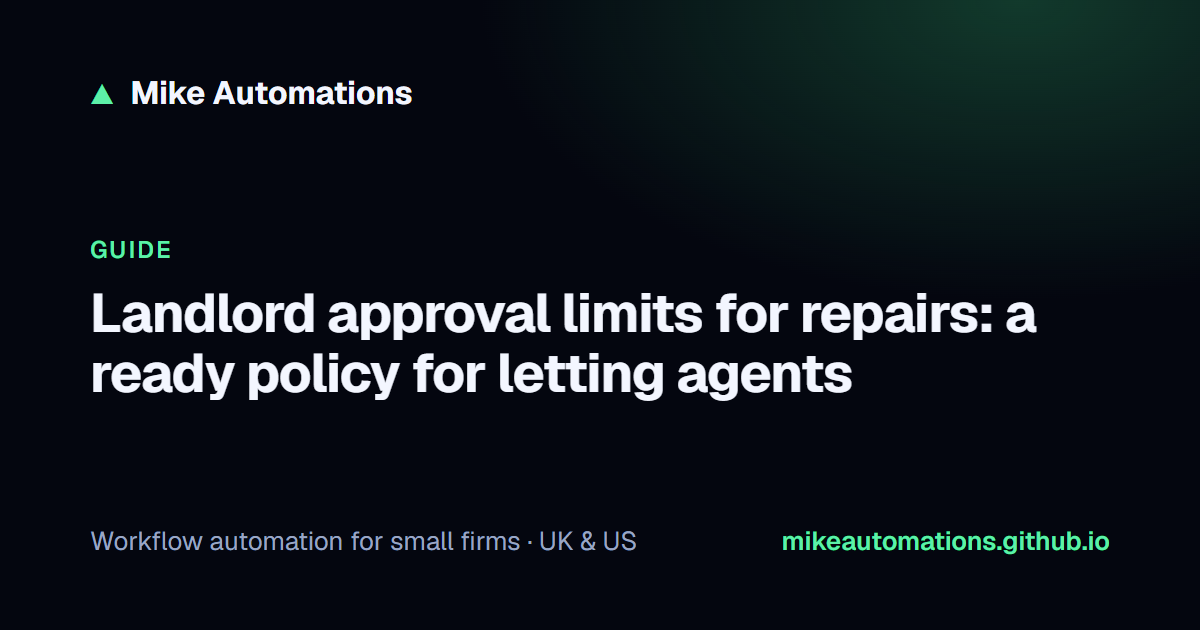 Mike Automations
GUIDE
Landlord approval limits for repairs: a
ready policy for letting agents
Workflow automation for small firms · UK & US
mikeautomations.github.io